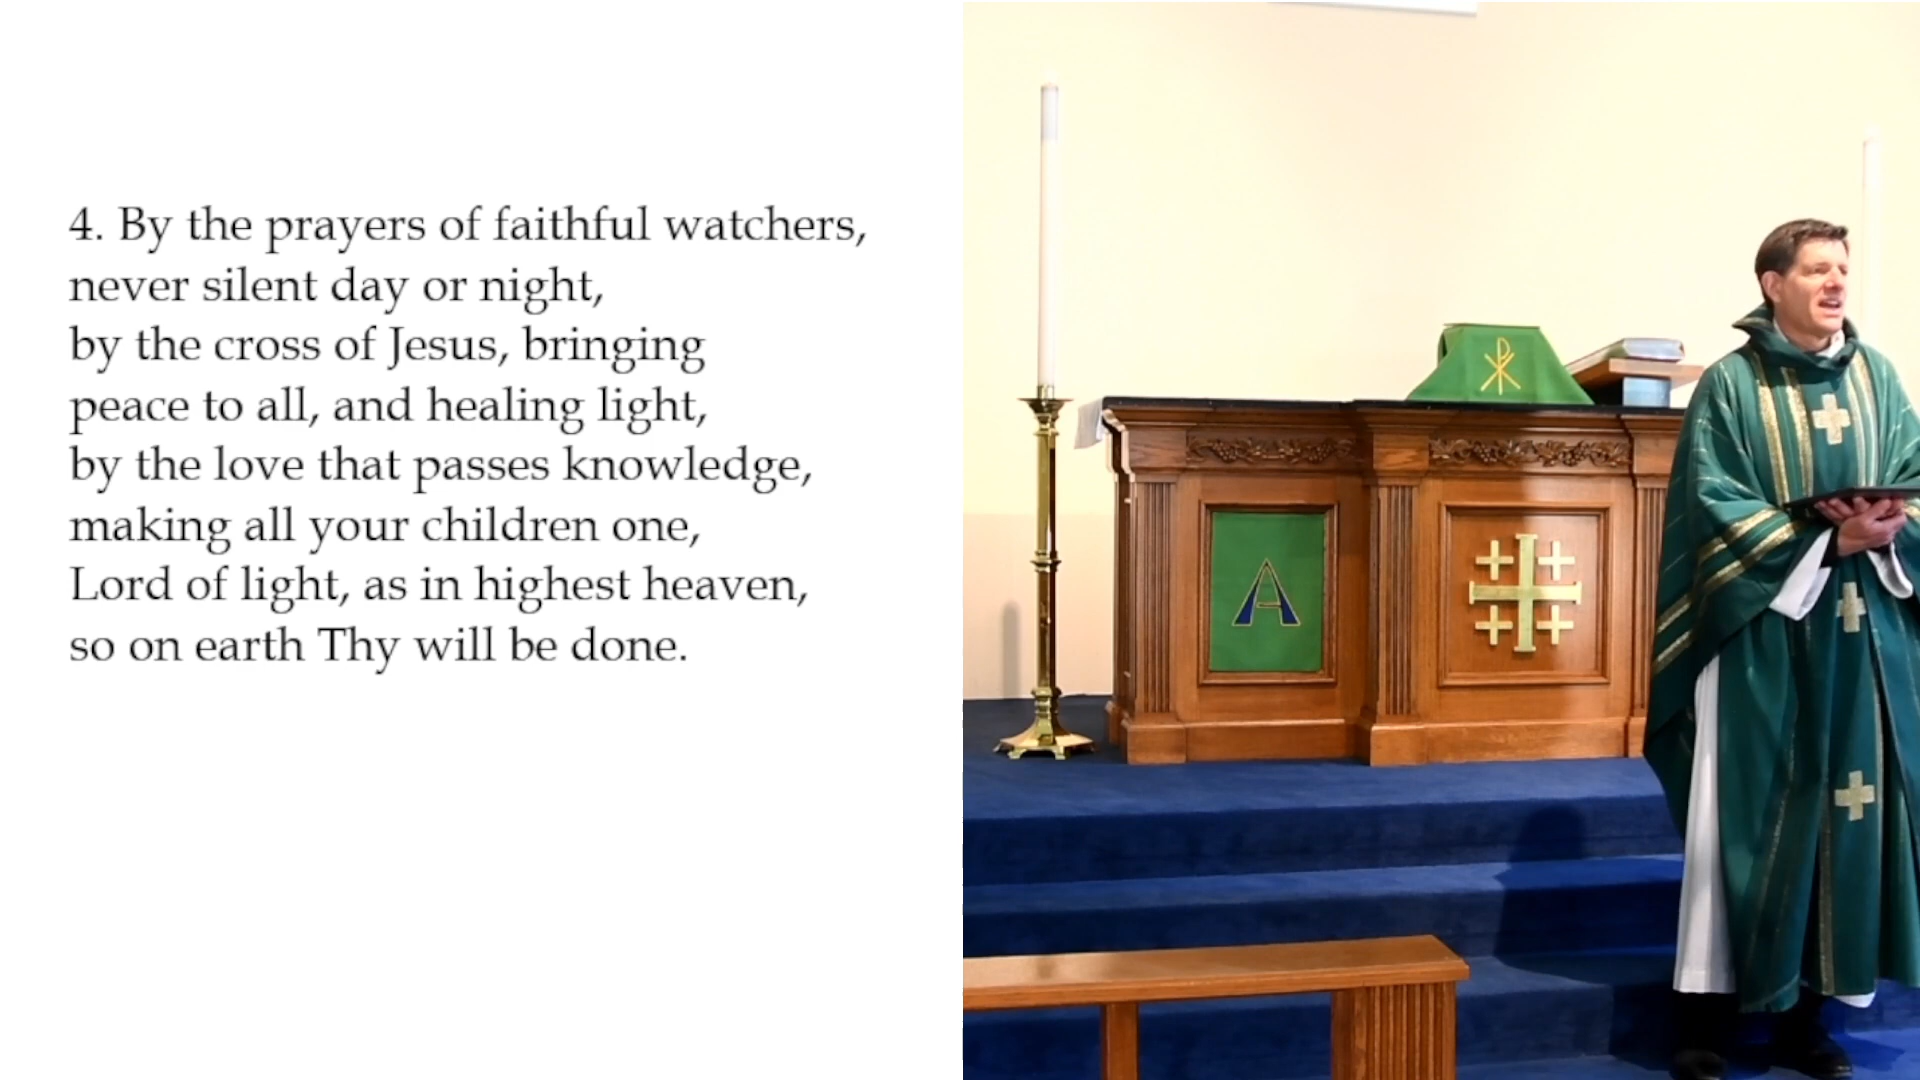 4. By the prayers of faithful watchers,
never silent day or night,
by the cross of Jesus, bringing
peace to all, and healing light,
by the love that passes knowledge,
making all your children one,
Lord of light, as in highest heaven,
so on earth Thy will be done.
A